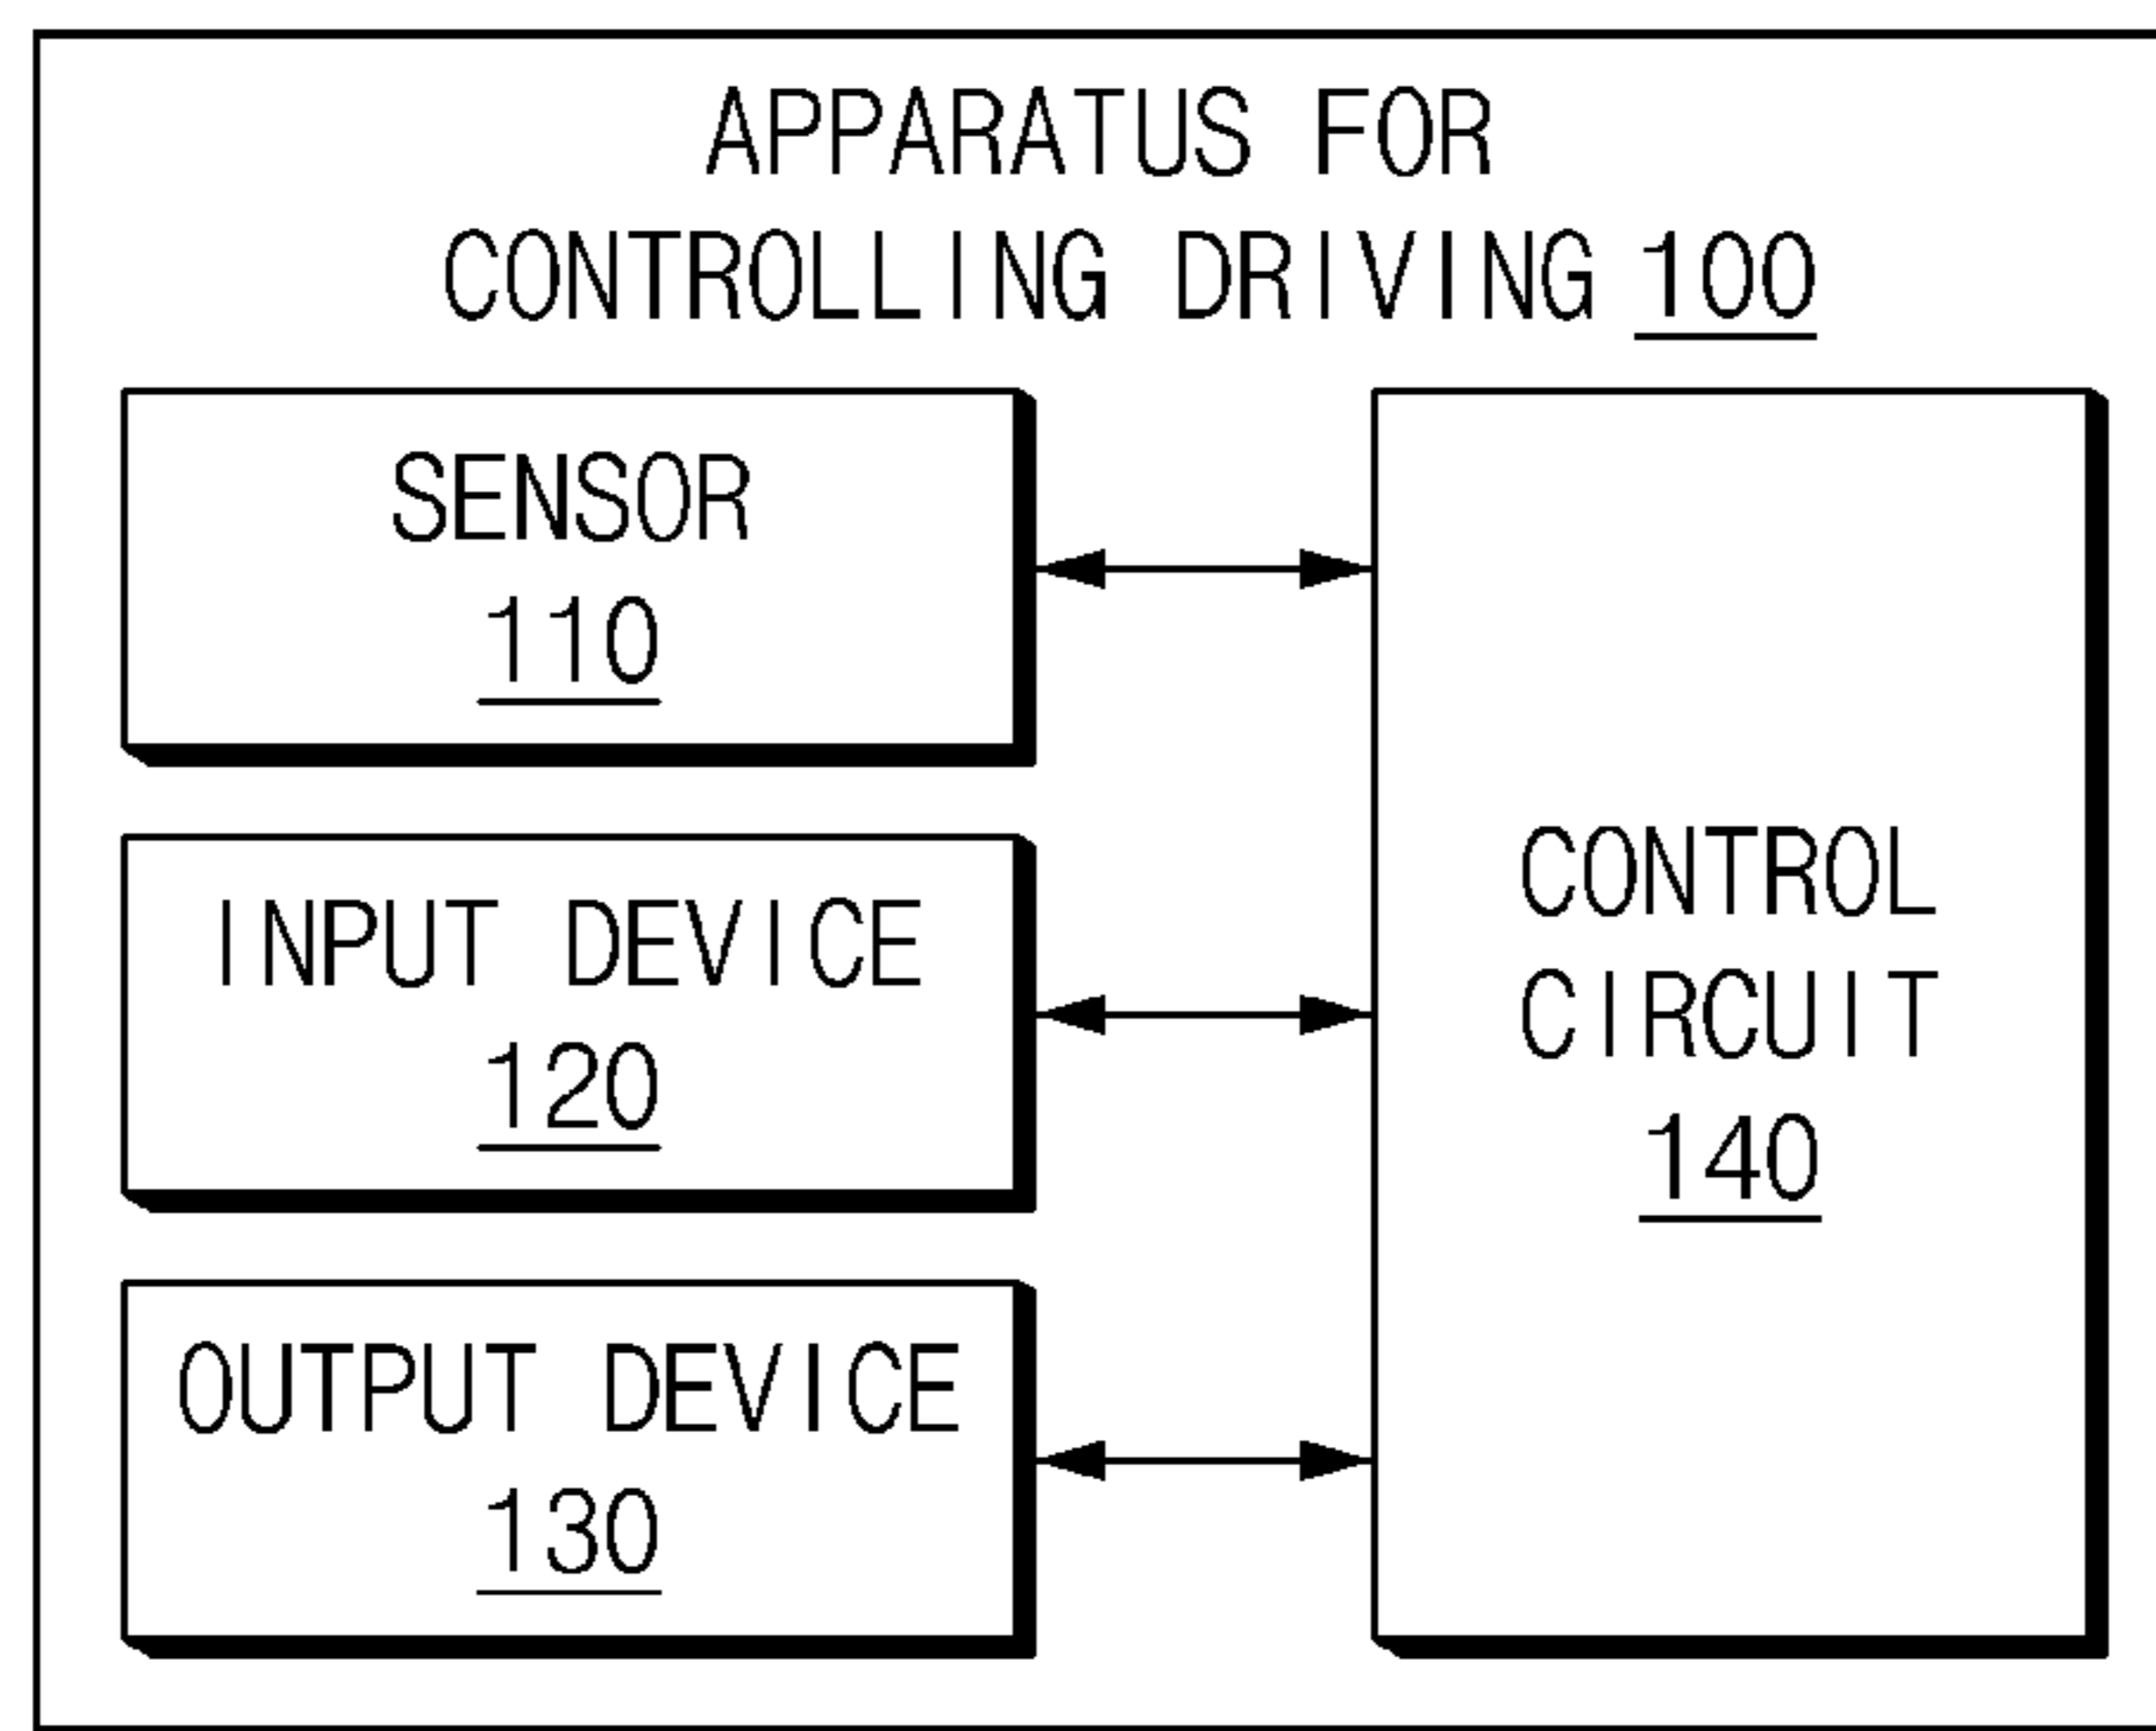 APPARATUS FOR
CONTROLLING DRIVING 100
SENSOR
110
INPUT DEVICE
120
OUTPUT DEVICE
130
CONTROL
CIRCUIT
140